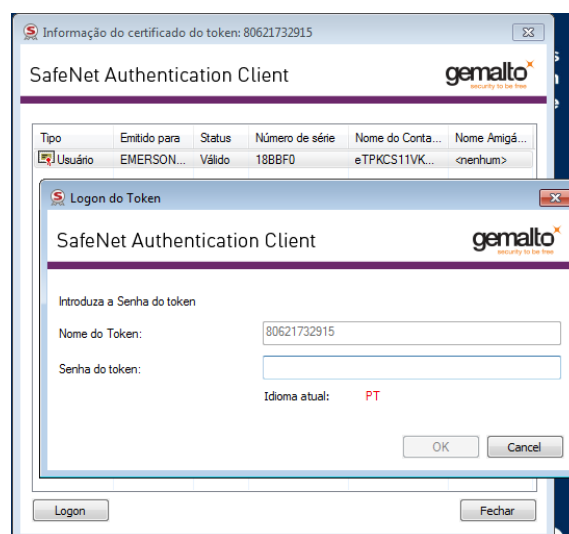 Informação do certificado do token: 80621732915
SafeNet Authentication Client
gemalto
security to be free
Tipo Emitido para Status Número de série Nome do Conta... Nome Amigá...
Usuário EMERSON... Válido 18BBF0 eTPKCS11VK... <nenhum>
Logon do Token
SafeNet Authentication Client
gemalto
security to be free
Introduza a Senha do token
Nome do Token: 80621732915
Senha do token:
Idioma atual: PT
OK Cancel
Logon Fechar